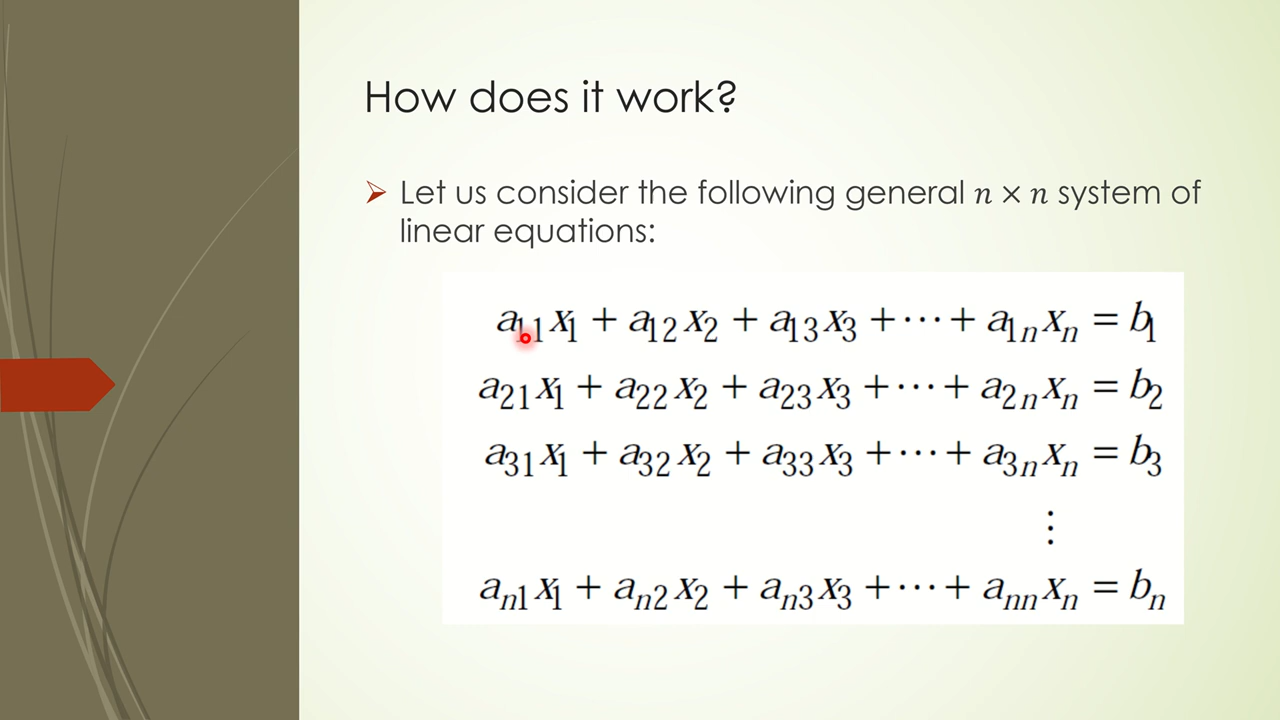 How does it work?
Let us consider the following general 𝑛 × 𝑛 system of
linear equations:
a₁₁x₁ + a₁₂x₂ + a₁₃x₃ + ⋯ + a₁ₙxₙ = b₁
a₂₁x₁ + a₂₂x₂ + a₂₃x₃ + ⋯ + a₂ₙxₙ = b₂
a₃₁x₁ + a₃₂x₂ + a₃₃x₃ + ⋯ + a₃ₙxₙ = b₃
⋮
aₙ₁x₁ + aₙ₂x₂ + aₙ₃x₃ + ⋯ + aₙₙxₙ = bₙ